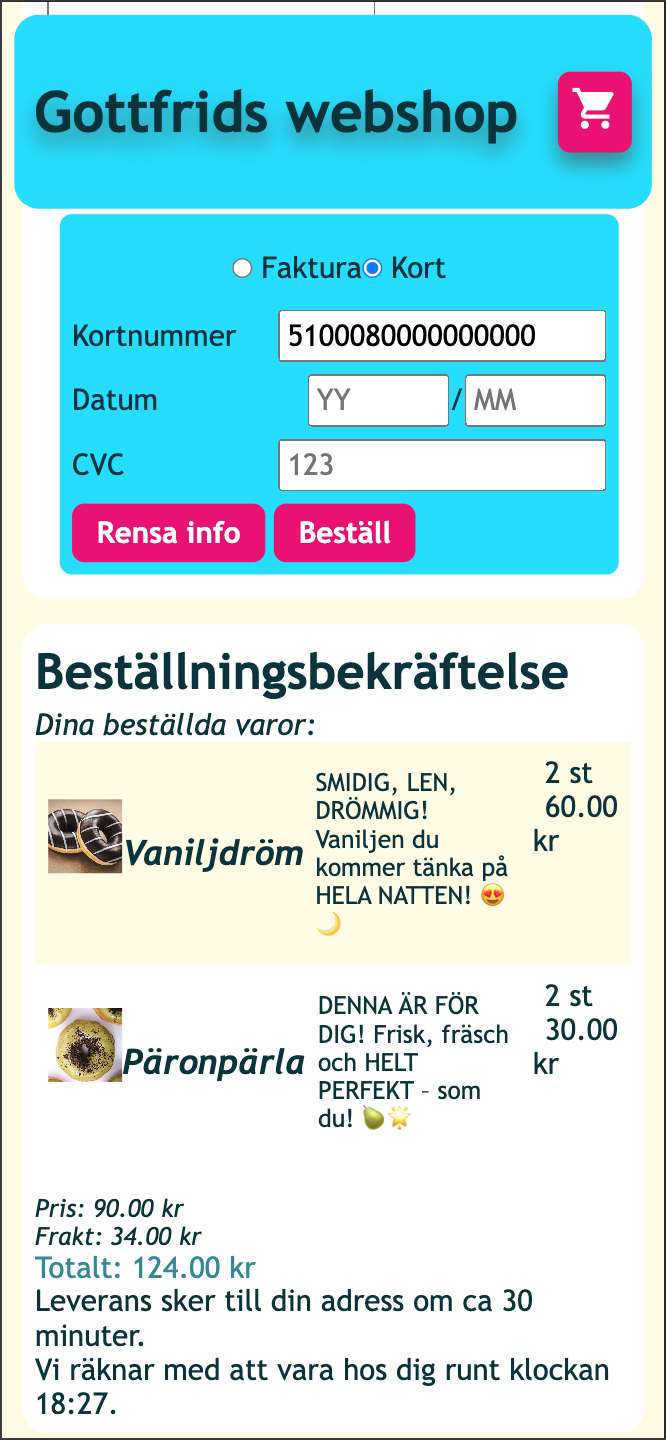 Gottfrids webshop
Faktura Kort
Kortnummer 5100080000000000
Datum YY / MM
CVC 123
Rensa info Beställ
Beställningsbekräftelse
Dina beställda varor:
Vaniljdröm
SMIDIG, LEN,
DRÖMMIG!
Vaniljen du
kommer tänka på
HELA NATTEN! 😍
🌙
2 st
60.00
kr
Päronpärla
DENNA ÄR FÖR
DIG! Frisk, fräsch
och HELT
PERFEKT – som
du! 🍐🌟
2 st
30.00
kr
Pris: 90.00 kr
Frakt: 34.00 kr
Totalt: 124.00 kr
Leverans sker till din adress om ca 30
minuter.
Vi räknar med att vara hos dig runt klockan
18:27.